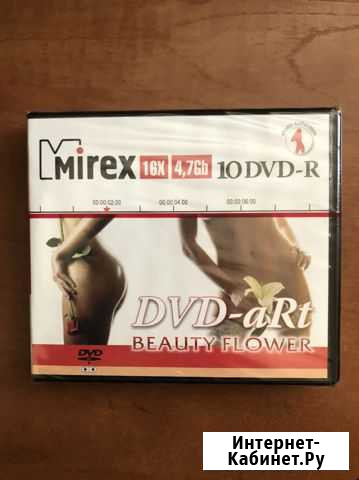 Mirex 16X 4,7Gb 10 DVD-R
00:00:02:00 00:00:04:00 00:00:06:00
DVD-aRt
BEAUTY FLOWER
DVD
Интернет-
Кабинет.Ру